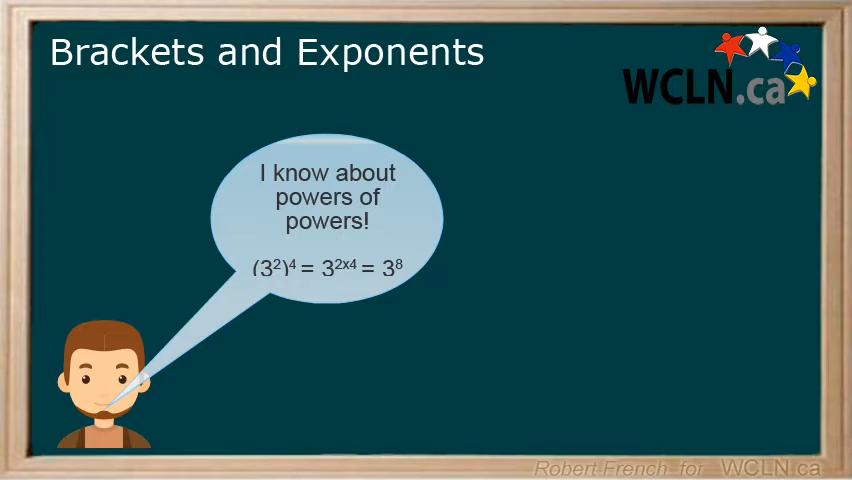 Brackets and Exponents
WCLN.ca
I know about
powers of
powers!
(3²)⁴ = 3²ˣ⁴ = 3⁸
Robert French for WCLN.ca